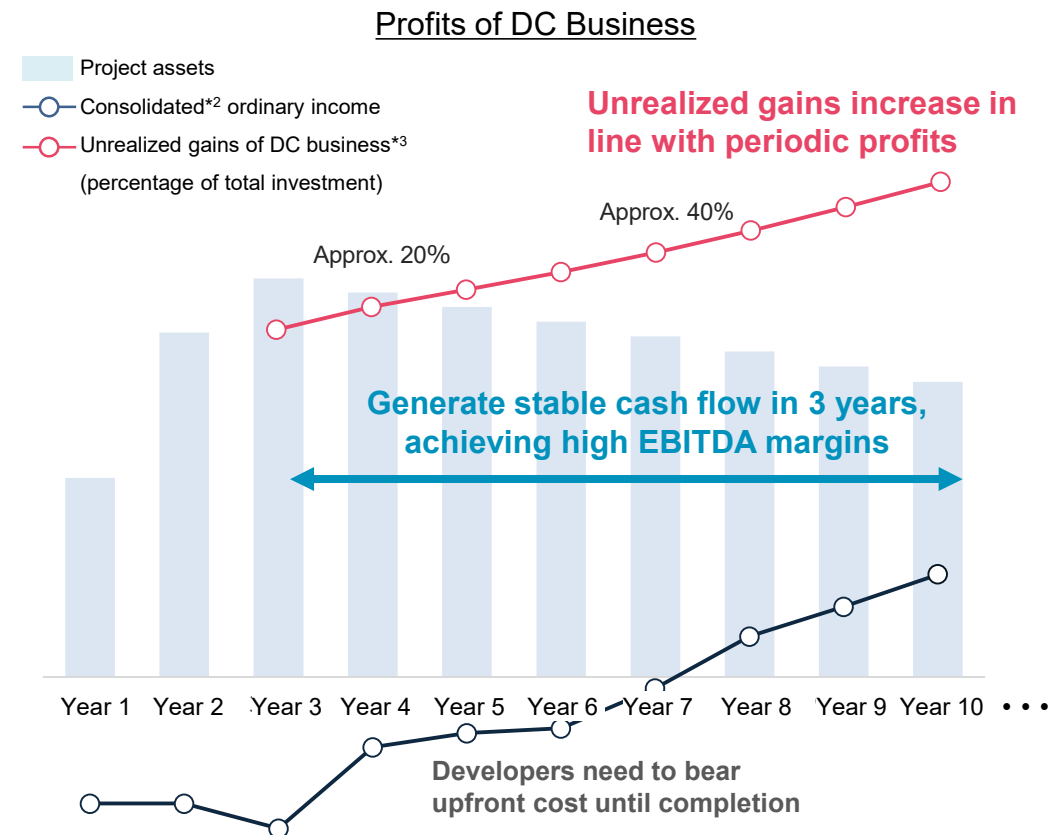 Profits of DC Business
Project assets
Consolidated*2 ordinary income
Unrealized gains of DC business*3
(percentage of total investment)
Unrealized gains increase in
line with periodic profits
Approx. 40%
Approx. 20%
Generate stable cash flow in 3 years,
achieving high EBITDA margins
Year 1 Year 2 Year 3 Year 4 Year 5 Year 6 Year 7 Year 8 Year 9 Year 10 • • •
Developers need to bear
upfront cost until completion